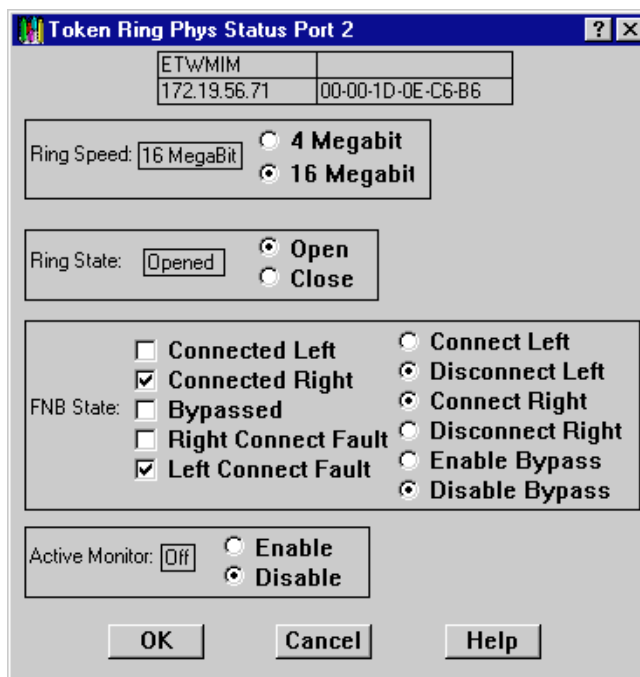 Token Ring Phys Status Port 2
ETWMIM
172.19.56.71 00-00-1D-0E-C6-B6
Ring Speed: 16 MegaBit
4 Megabit
16 Megabit
Ring State: Opened
Open
Close
FNB State:
Connected Left
Connected Right
Bypassed
Right Connect Fault
Left Connect Fault
Connect Left
Disconnect Left
Connect Right
Disconnect Right
Enable Bypass
Disable Bypass
Active Monitor: Off
Enable
Disable
OK Cancel Help